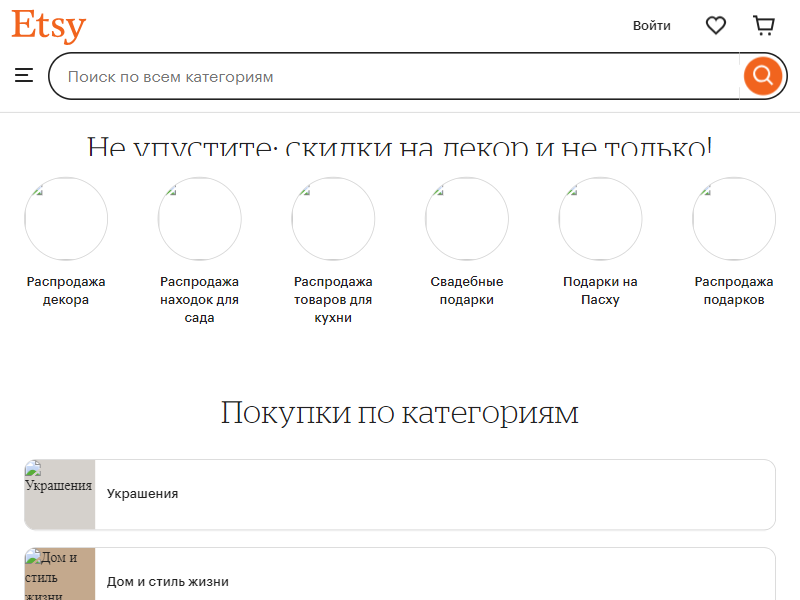 Etsy
Войти
Поиск по всем категориям
Не упустите: скидки на декор и не только!
Распродажа
декора
Распродажа
находок для
сада
Распродажа
товаров для
кухни
Свадебные
подарки
Подарки на
Пасху
Распродажа
подарков
Покупки по категориям
Украшения
Украшения
Дом и
стиль
жизни
Дом и стиль жизни